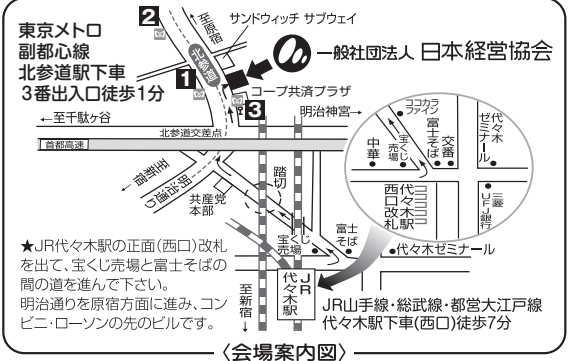 東京メトロ
副都心線
北参道駅下車
3番出入口徒歩1分
2
至原宿
サンドウィッチ サブウェイ
北参道
一般社団法人 日本経営協会
1
コープ共済プラザ
3
←至千駄ヶ谷
明治神宮→
北参道交差点
首都高速
至新宿
明治通り
共産党
本部
踏切
宝くじ
売場
富士
そば
代々木ゼミナール
ココカラ
ファイン
中華
宝くじ
売場
富士そば
交番
代々木
ゼミナール
代々木駅
西口改札
三菱
UFJ銀行
★JR代々木駅の正面(西口)改札
を出て、宝くじ売場と富士そばの
間の道を進んで下さい。
明治通りを原宿方面に進み、コン
ビニ・ローソンの先のビルです。
至新宿
JR
代々木駅
JR山手線・総武線・都営大江戸線
代々木駅下車(西口)徒歩7分
〈会場案内図〉